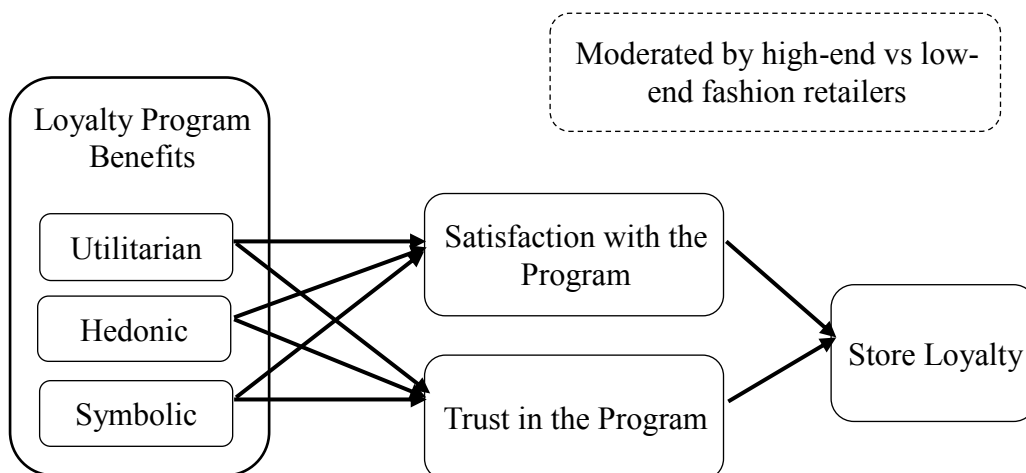 Moderated by high-end vs low-
end fashion retailers
Loyalty Program
Benefits
Utilitarian
Hedonic
Symbolic
Satisfaction with the
Program
Trust in the Program
Store Loyalty